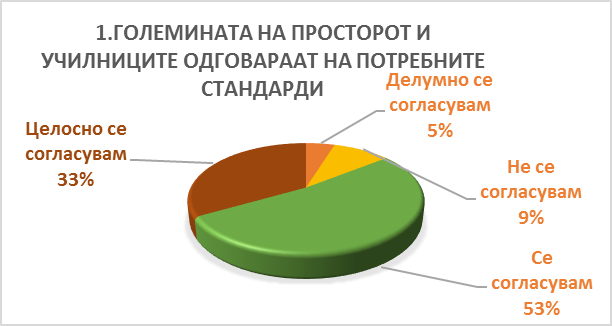 1.ГОЛЕМИНАТА НА ПРОСТОРОТ И
УЧИЛНИЦИТЕ ОДГОВАРААТ НА ПОТРЕБНИТЕ
СТАНДАРДИ
Делумно се
согласувам
5%
Не се
согласувам
9%
Се
согласувам
53%
Целосно се
согласувам
33%